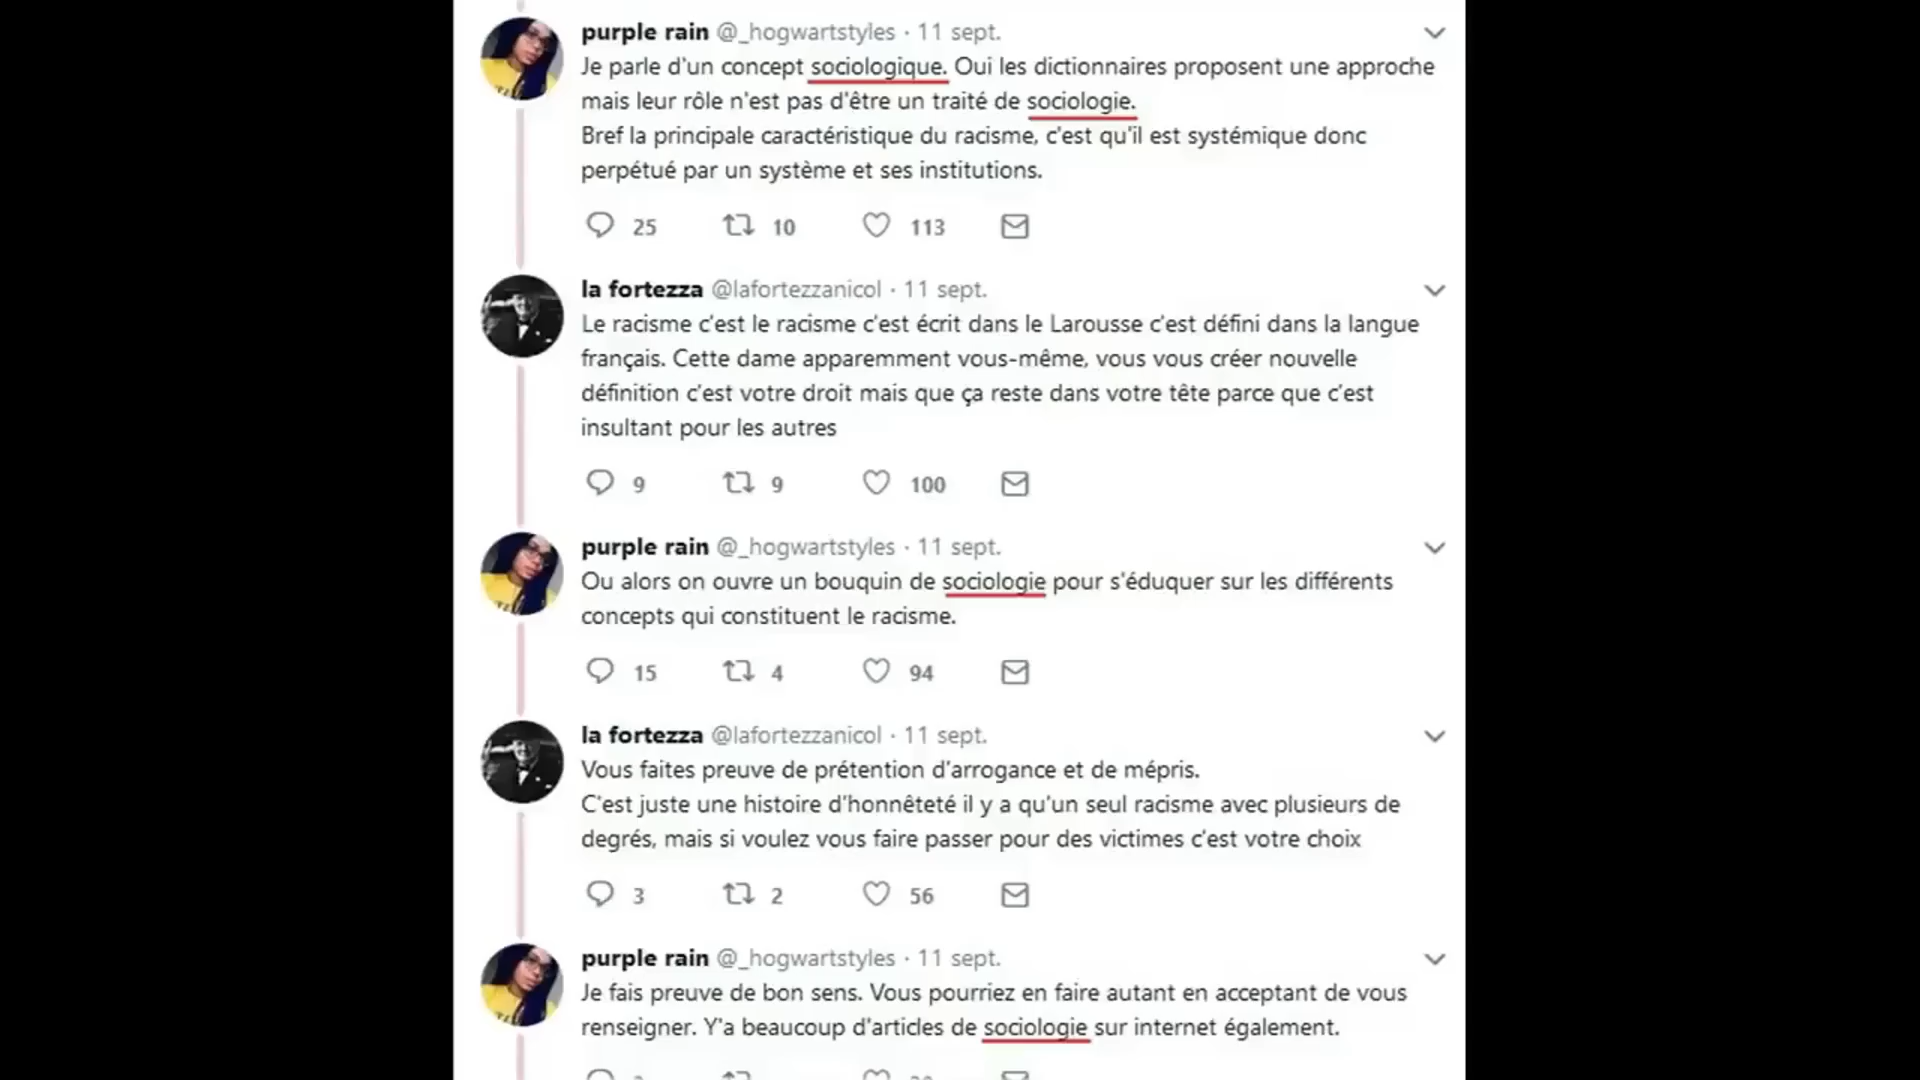 purple rain @_hogwartstyles · 11 sept.
Je parle d'un concept sociologique. Oui les dictionnaires proposent une approche
mais leur rôle n'est pas d'être un traité de sociologie.
Bref la principale caractéristique du racisme, c'est qu'il est systémique donc
perpétué par un système et ses institutions.
25 10 113
la fortezza @lafortezzanicol · 11 sept.
Le racisme c'est le racisme c'est écrit dans le Larousse c'est défini dans la langue
français. Cette dame apparemment vous-même, vous vous créer nouvelle
définition c'est votre droit mais que ça reste dans votre tête parce que c'est
insultant pour les autres
9 9 100
purple rain @_hogwartstyles · 11 sept.
Ou alors on ouvre un bouquin de sociologie pour s'éduquer sur les différents
concepts qui constituent le racisme.
15 4 94
la fortezza @lafortezzanicol · 11 sept.
Vous faites preuve de prétention d'arrogance et de mépris.
C'est juste une histoire d'honnêteté il y a qu'un seul racisme avec plusieurs de
degrés, mais si voulez vous faire passer pour des victimes c'est votre choix
3 2 56
purple rain @_hogwartstyles · 11 sept.
Je fais preuve de bon sens. Vous pourriez en faire autant en acceptant de vous
renseigner. Y'a beaucoup d'articles de sociologie sur internet également.